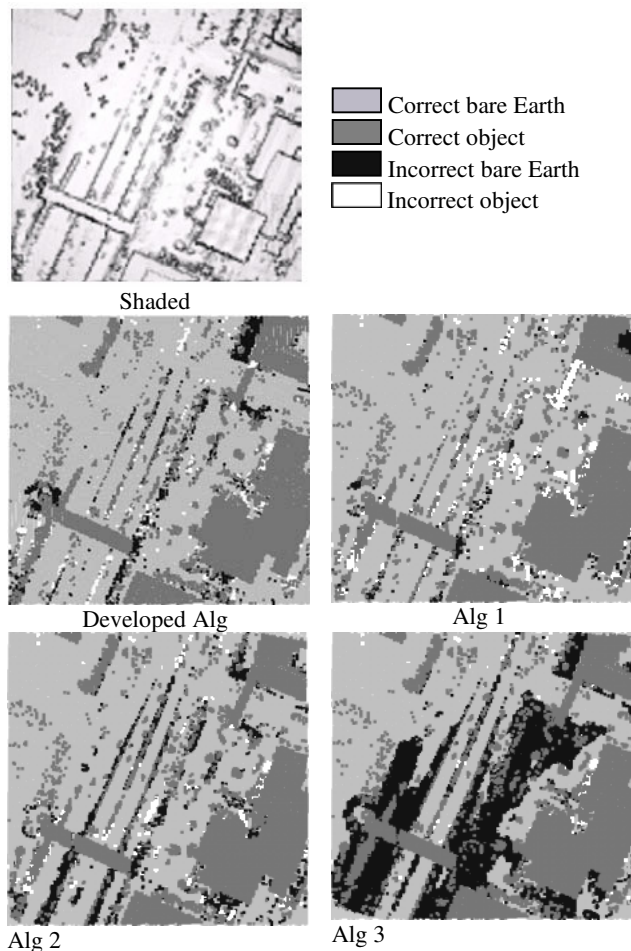 Correct bare Earth
Correct object
Incorrect bare Earth
Incorrect object
Shaded
Developed Alg
Alg 1
Alg 2
Alg 3